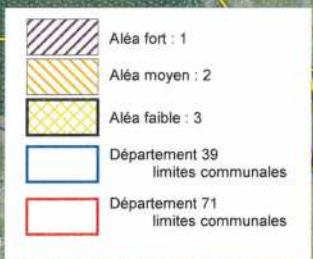 Aléa fort : 1
Aléa moyen : 2
Aléa faible : 3
Département 39
limites communales
Département 71
limites communales